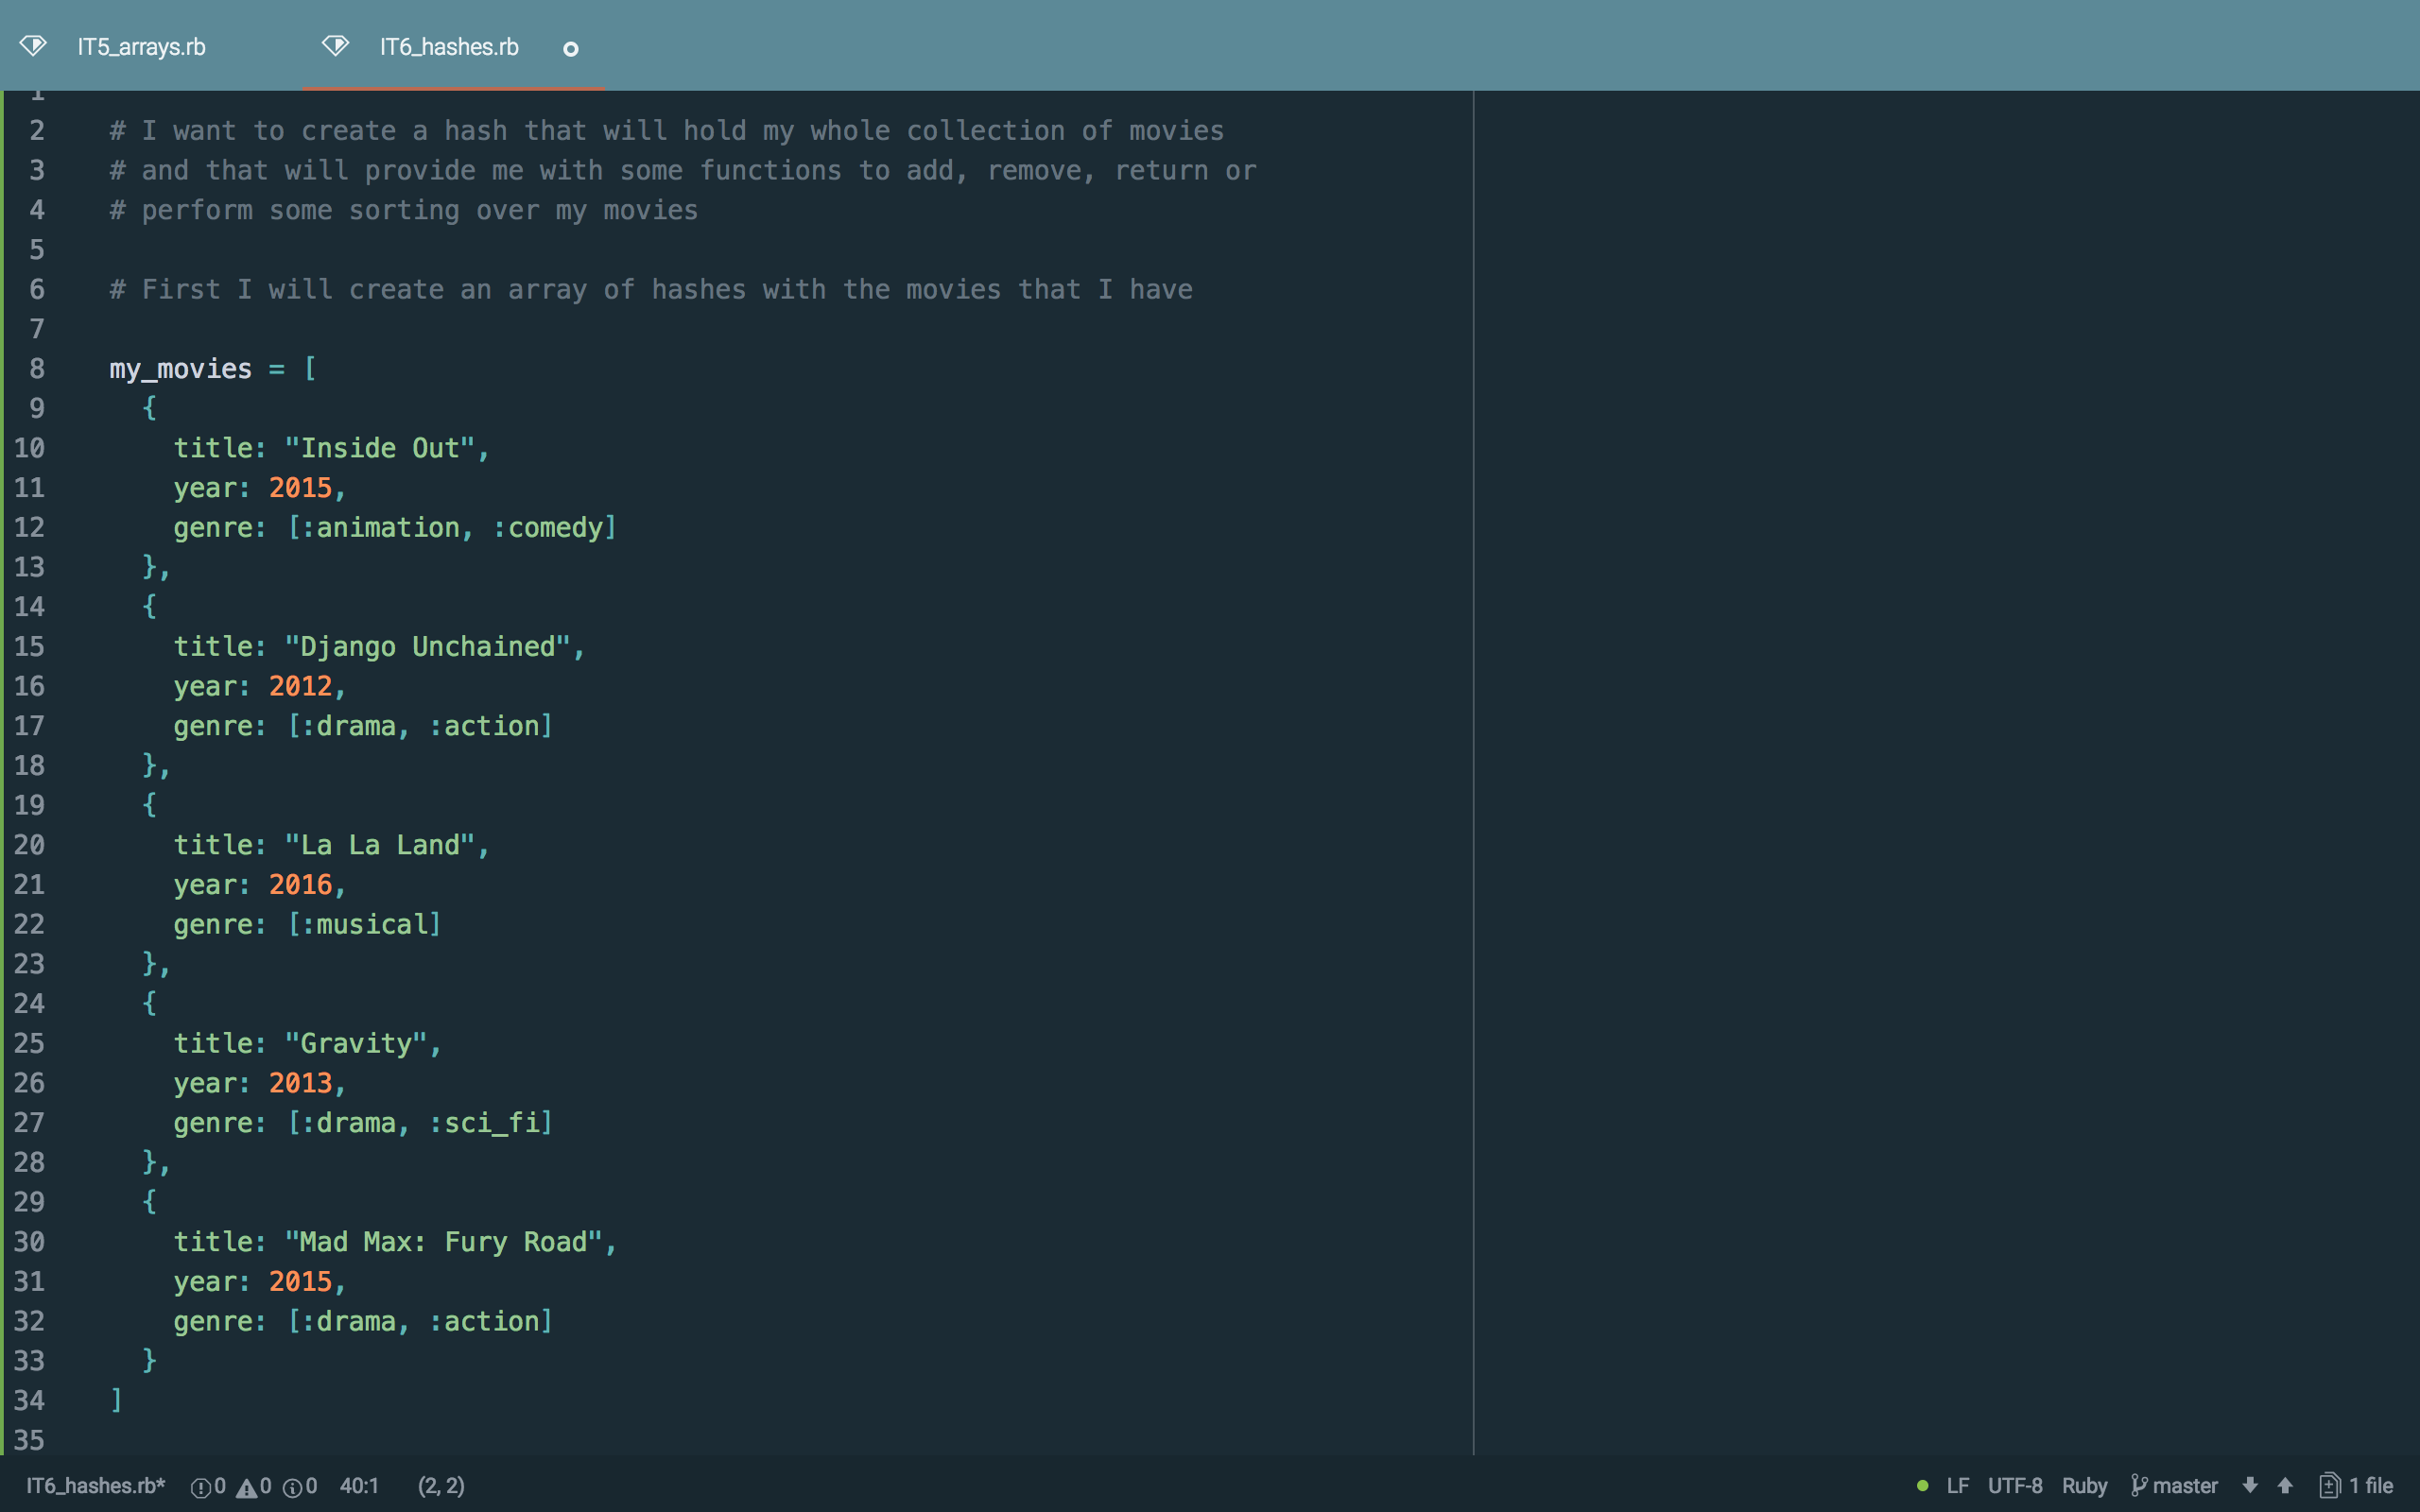 IT5_arrays.rb IT6_hashes.rb
1
2 # I want to create a hash that will hold my whole collection of movies
3 # and that will provide me with some functions to add, remove, return or
4 # perform some sorting over my movies
5
6 # First I will create an array of hashes with the movies that I have
7
8 my_movies = [
9 {
10 title: "Inside Out",
11 year: 2015,
12 genre: [:animation, :comedy]
13 },
14 {
15 title: "Django Unchained",
16 year: 2012,
17 genre: [:drama, :action]
18 },
19 {
20 title: "La La Land",
21 year: 2016,
22 genre: [:musical]
23 },
24 {
25 title: "Gravity",
26 year: 2013,
27 genre: [:drama, :sci_fi]
28 },
29 {
30 title: "Mad Max: Fury Road",
31 year: 2015,
32 genre: [:drama, :action]
33 }
34 ]
35
IT6_hashes.rb* 0 0 0 40:1 (2, 2) LF UTF-8 Ruby master 1 file